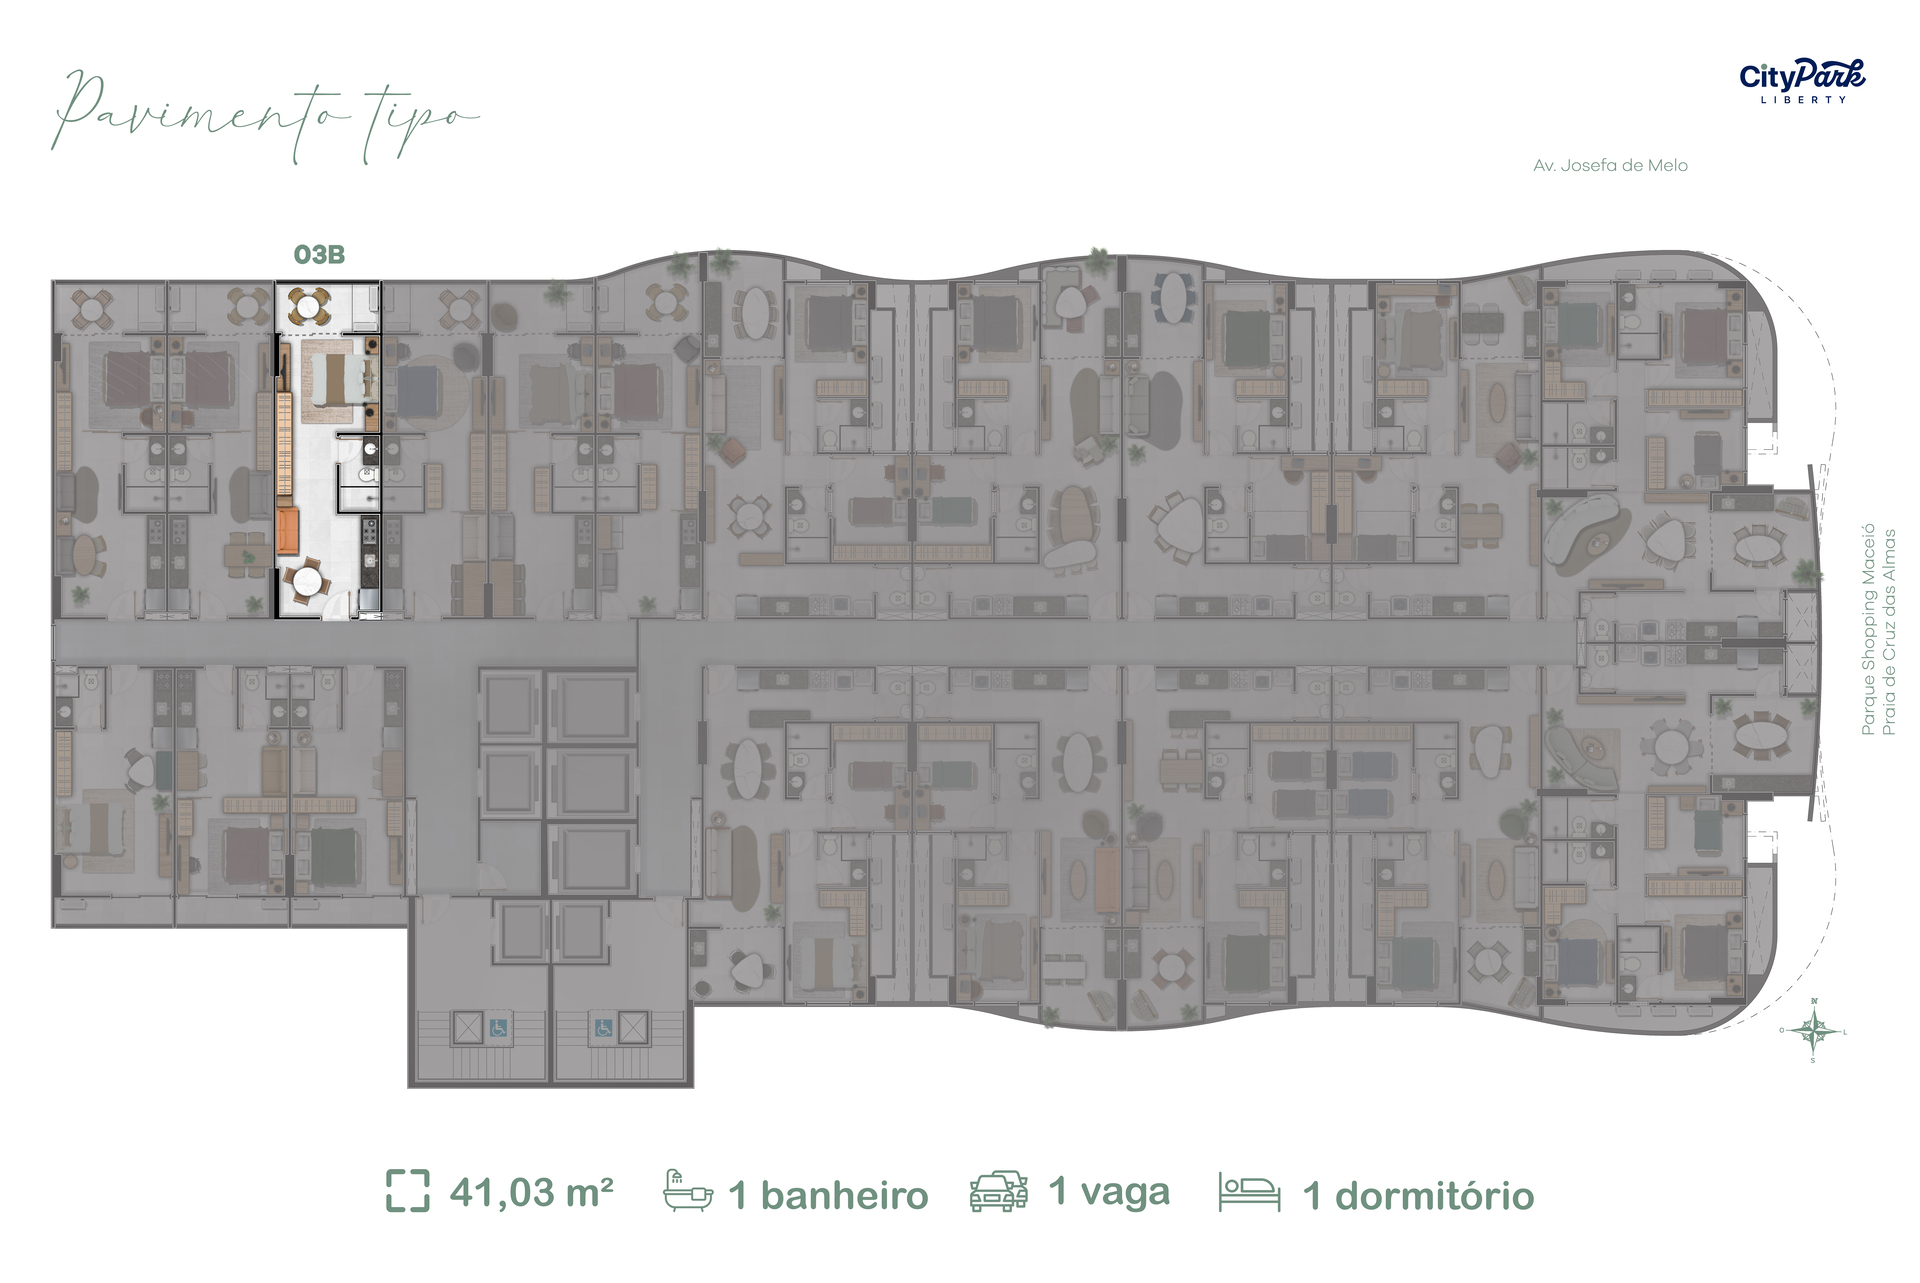 Pavimento tipo
CityPark
LIBERTY
Av. Josefa de Melo
03B
Parque Shopping Maceió
Praia de Cruz das Almas
N
O
L
S
41,03 m²
1 banheiro
1 vaga
1 dormitório